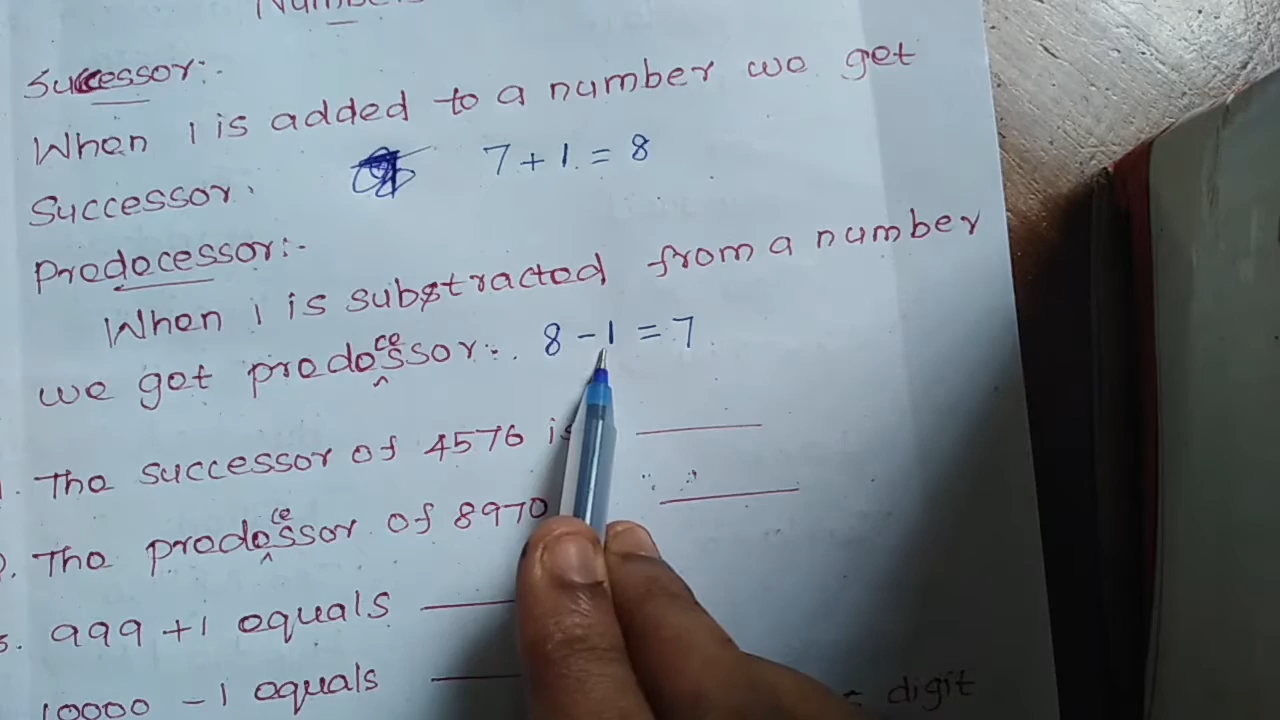 Numbers
Successor:-
When 1 is added to a number we get
Successor. 7 + 1 = 8
Predecessor:-
When 1 is substracted from a number
we get predecessor:. 8 - 1 = 7
1. The successor of 4576 is
2. The predecessor of 8970
3. 999 + 1 equals
10000 - 1 equals
digit